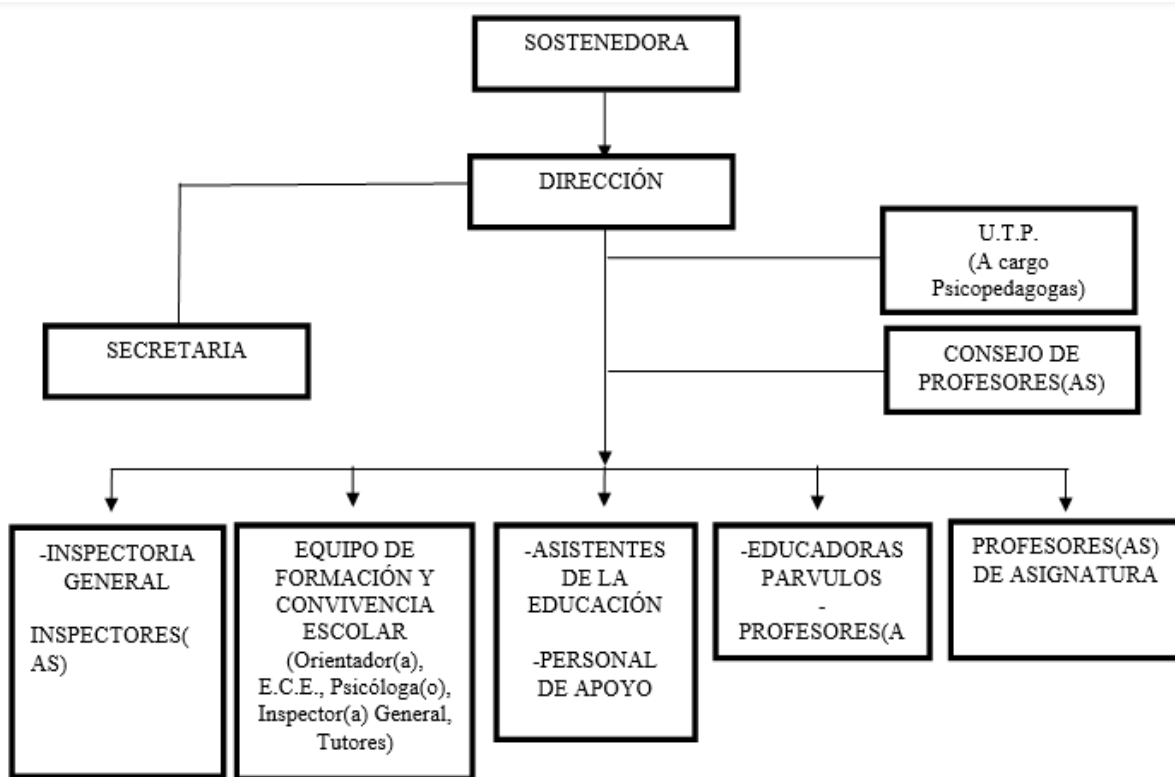 SOSTENEDORA
DIRECCIÓN
U.T.P.
(A cargo
Psicopedagogas)
SECRETARIA
CONSEJO DE
PROFESORES(AS)
-INSPECTORIA
GENERAL
INSPECTORES(
AS)
EQUIPO DE
FORMACIÓN Y
CONVIVENCIA
ESCOLAR
(Orientador(a),
E.C.E., Psicóloga(o),
Inspector(a) General,
Tutores)
-ASISTENTES
DE LA
EDUCACIÓN
-PERSONAL
DE APOYO
-EDUCADORAS
PARVULOS
-
PROFESORES(A
PROFESORES(AS)
DE ASIGNATURA